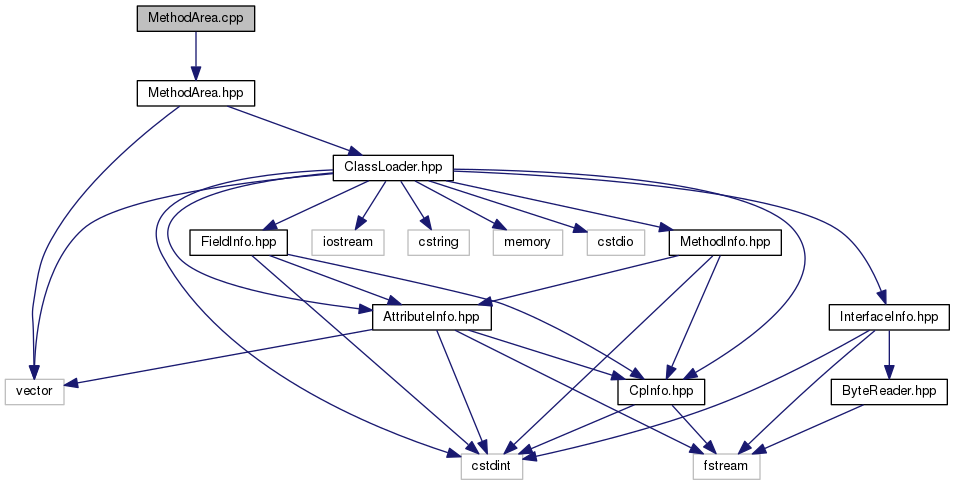 MethodArea.cpp
MethodArea.hpp
ClassLoader.hpp
FieldInfo.hpp
iostream
cstring
memory
cstdio
MethodInfo.hpp
AttributeInfo.hpp
InterfaceInfo.hpp
vector
CpInfo.hpp
ByteReader.hpp
cstdint
fstream